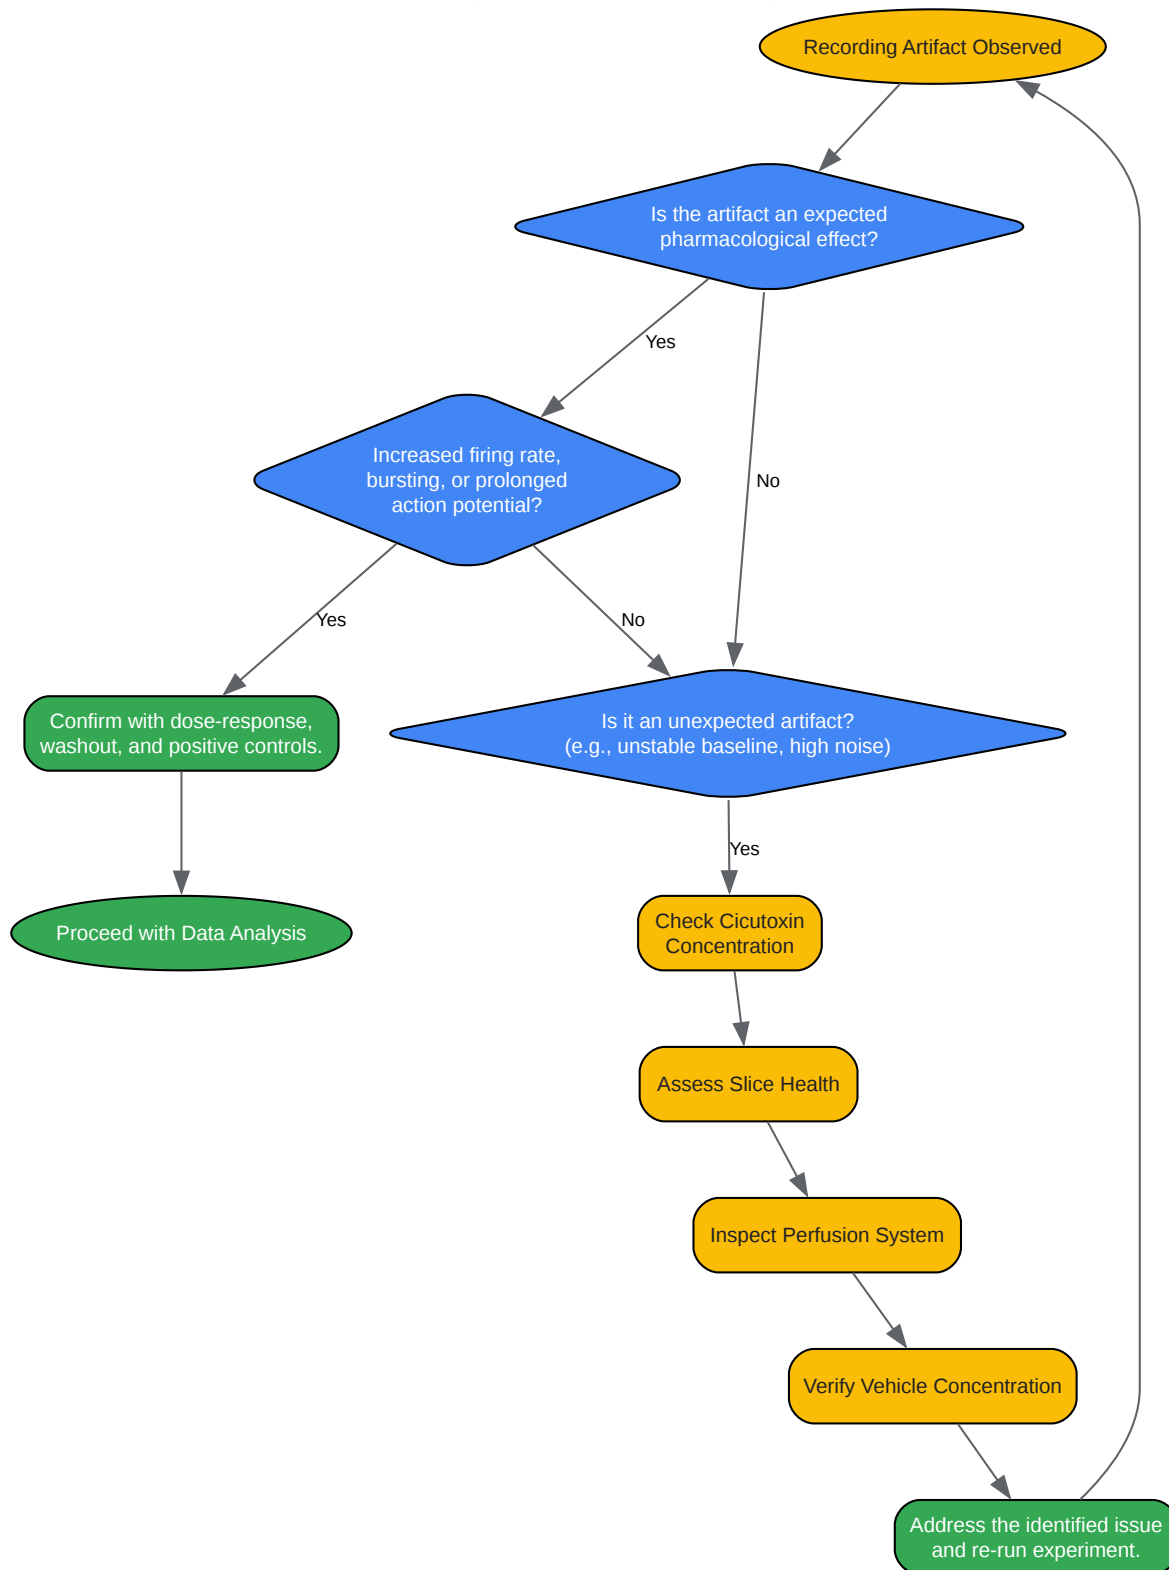 Recording Artifact Observed
Is the artifact an expected
pharmacological effect?
Yes
Increased firing rate,
bursting, or prolonged
action potential?
No
Yes
No
Confirm with dose-response,
washout, and positive controls.
Is it an unexpected artifact?
(e.g., unstable baseline, high noise)
Yes
Proceed with Data Analysis
Check Cicutoxin
Concentration
Assess Slice Health
Inspect Perfusion System
Verify Vehicle Concentration
Address the identified issue
and re-run experiment.